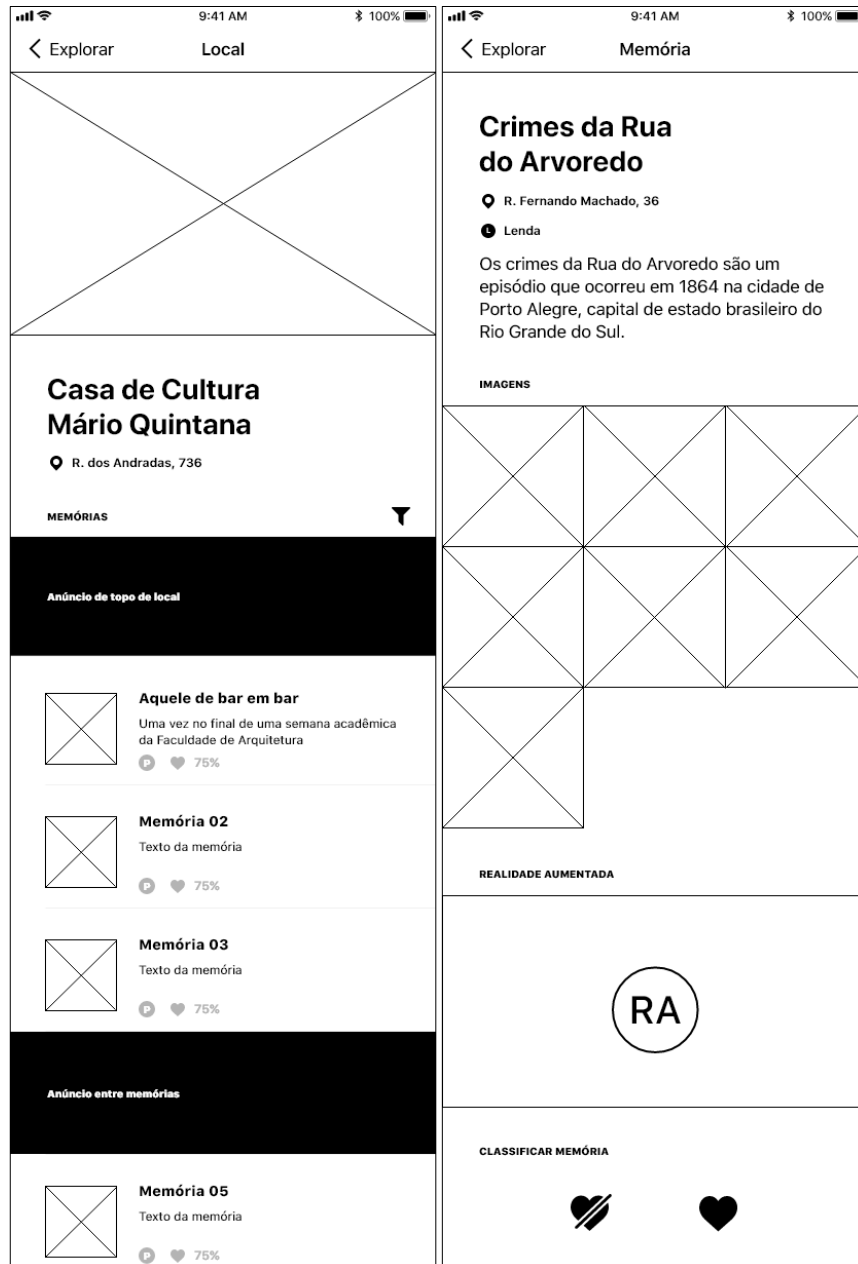 9:41 AM
100%
Explorar
Local
Casa de Cultura
Mário Quintana
R. dos Andradas, 736
MEMÓRIAS
Anúncio de topo de local
Aquele de bar em bar
Uma vez no final de uma semana acadêmica
da Faculdade de Arquitetura
P 75%
Memória 02
Texto da memória
P 75%
Memória 03
Texto da memória
P 75%
Anúncio entre memórias
Memória 05
Texto da memória
P 75%
9:41 AM
100%
Explorar
Memória
Crimes da Rua
do Arvoredo
R. Fernando Machado, 36
L Lenda
Os crimes da Rua do Arvoredo são um
episódio que ocorreu em 1864 na cidade de
Porto Alegre, capital de estado brasileiro do
Rio Grande do Sul.
IMAGENS
REALIDADE AUMENTADA
RA
CLASSIFICAR MEMÓRIA